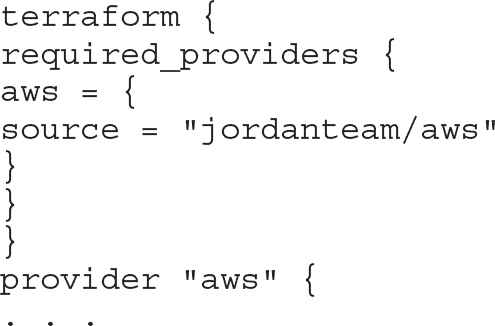 terraform {
required_providers {
aws = {
source = "jordanteam/aws"
}
}
}
provider "aws" {
. . .